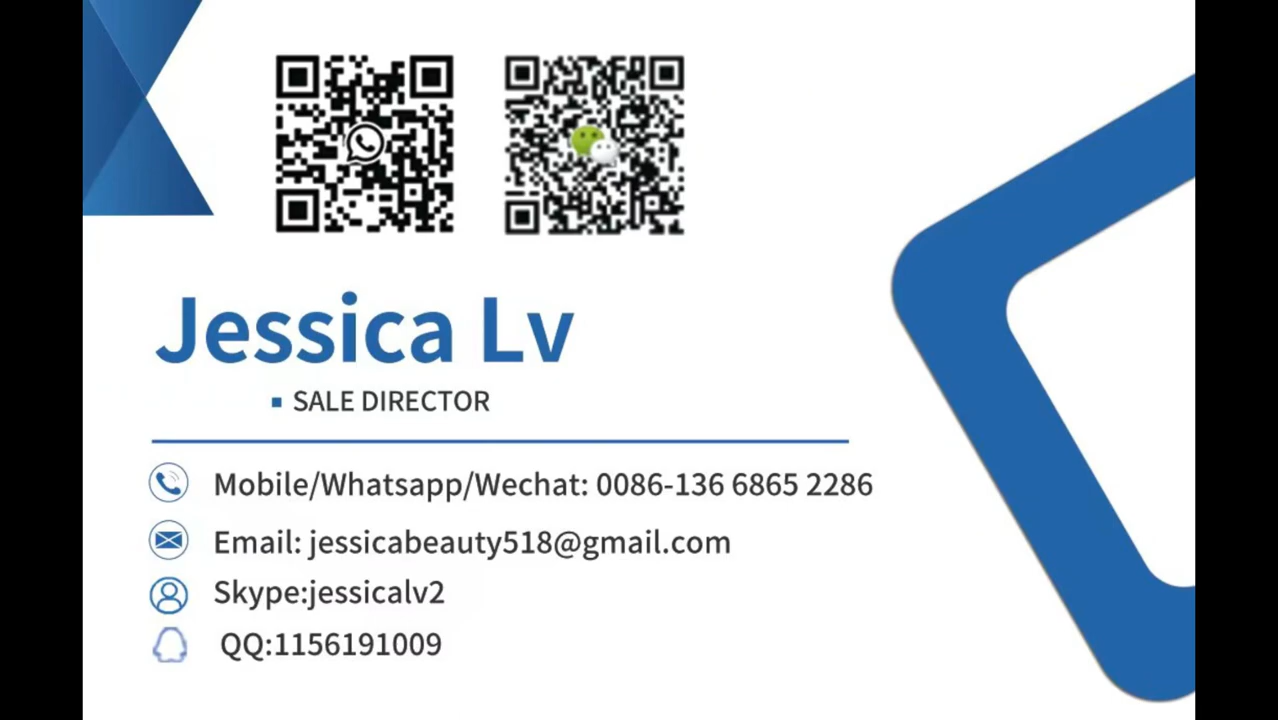 Jessica Lv
SALE DIRECTOR
Mobile/Whatsapp/Wechat: 0086-136 6865 2286
Email: jessicabeauty518@gmail.com
Skype:jessicalv2
QQ:1156191009